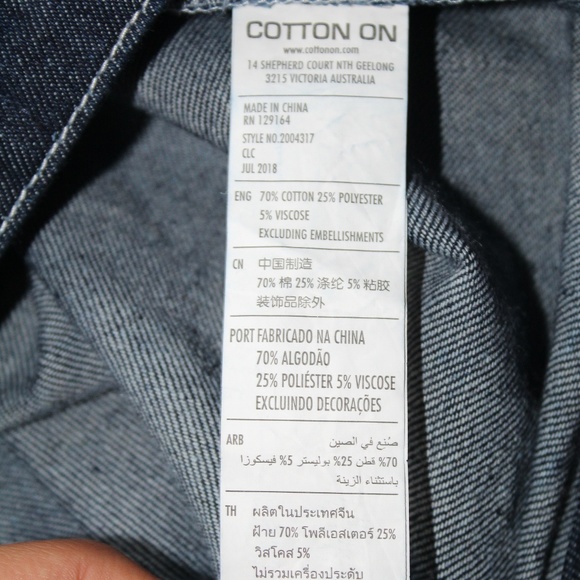 COTTON ON
www.cottonon.com
14 SHEPHERD COURT NTH GEELONG
3215 VICTORIA AUSTRALIA
MADE IN CHINA
RN 129164
STYLE NO.2004317
CLC
JUL 2018
ENG 70% COTTON 25% POLYESTER
5% VISCOSE
EXCLUDING EMBELLISHMENTS
CN 中国制造
70% 棉 25% 涤纶 5% 粘胶
装饰品除外
PORT FABRICADO NA CHINA
70% ALGODÃO
25% POLIÉSTER 5% VISCOSE
EXCLUINDO DECORAÇÕES
ARB صُنِع في الصين
70% قطن 25% بوليستر 5% فيسكوزا
باستثناء الزينة
TH ผลิตในประเทศจีน
ฝ้าย 70% โพลิเอสเตอร์ 25%
วิสโคส 5%
ไม่รวมเครื่องประดับ